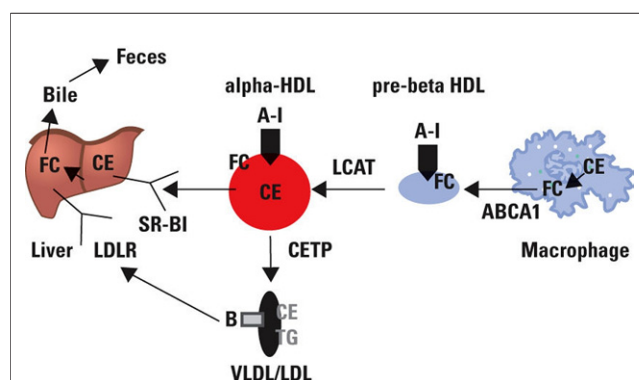 Feces
Bile
alpha-HDL
pre-beta HDL
A-I
A-I
FC
CE
FC
CE
LCAT
FC
FC
CE
SR-BI
ABCA1
Liver
LDLR
CETP
Macrophage
B
CE
TG
VLDL/LDL